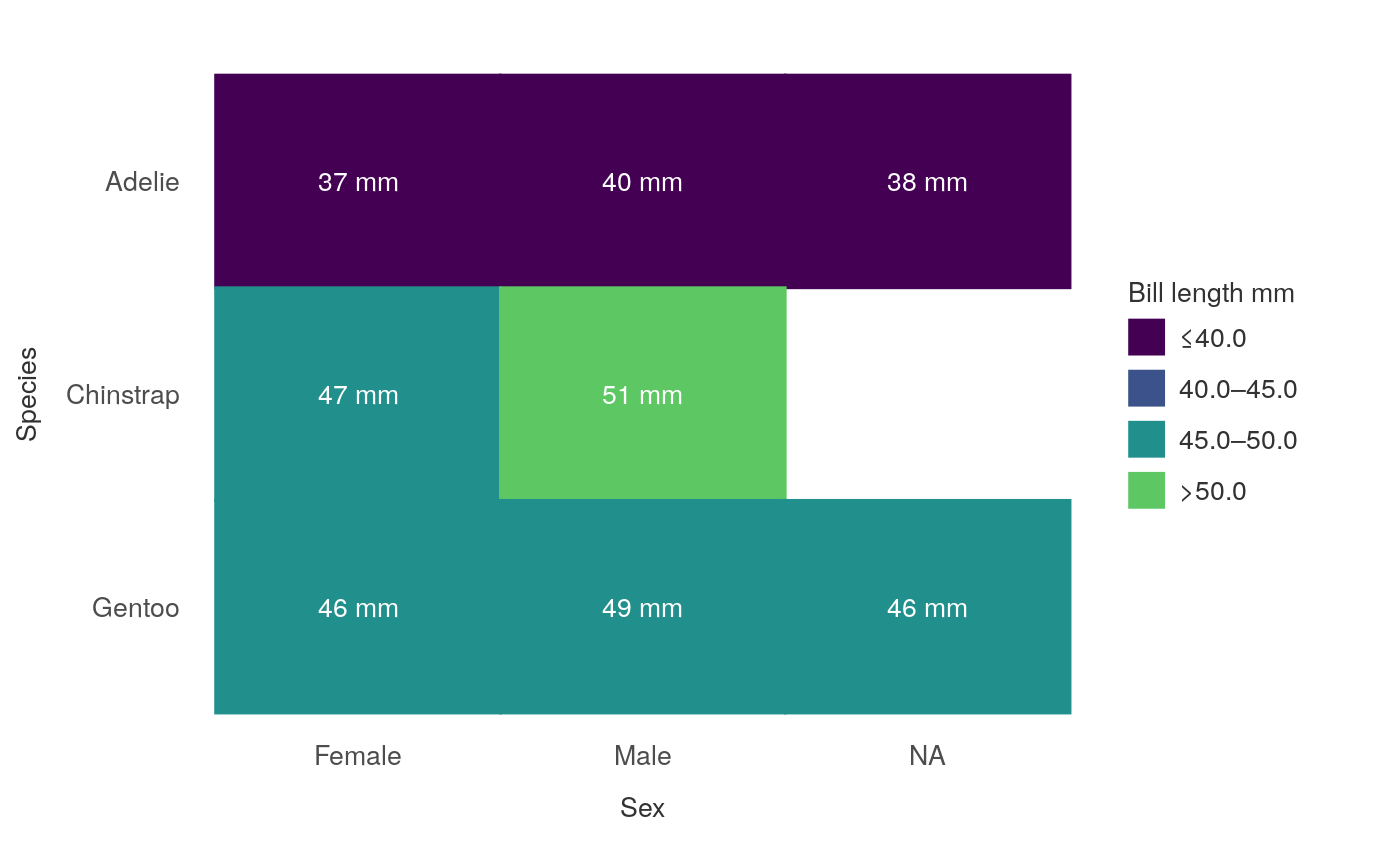 Adelie
37 mm
40 mm
38 mm
Species
Chinstrap
47 mm
51 mm
Gentoo
46 mm
49 mm
46 mm
Female
Male
NA
Sex
Bill length mm
≤40.0
40.0–45.0
45.0–50.0
>50.0